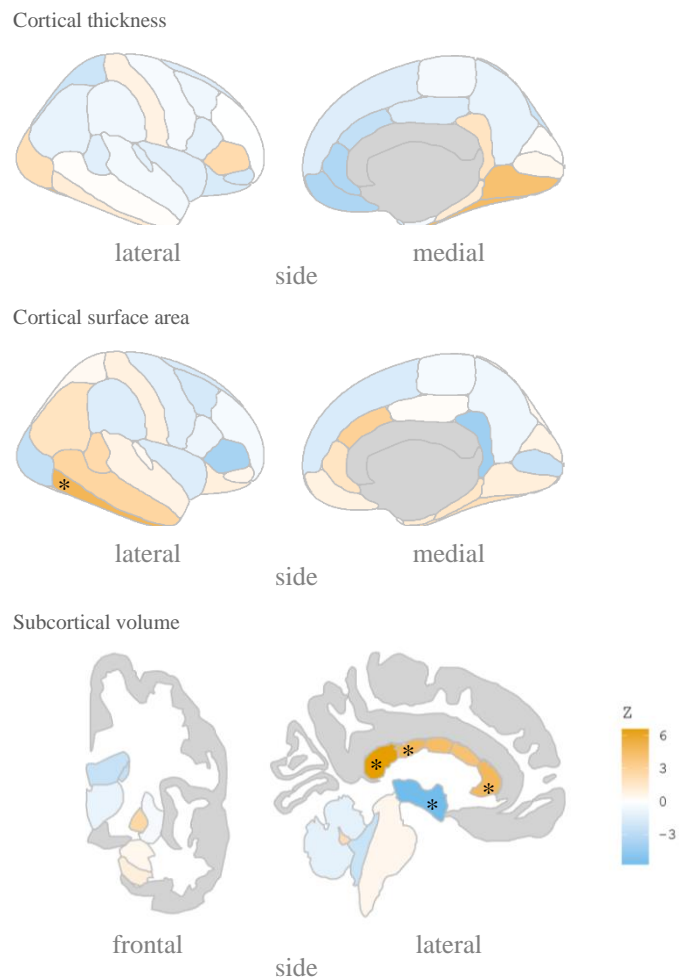 Cortical thickness
lateral medial
side
Cortical surface area
*
lateral medial
side
Subcortical volume
Z
6
3
0
-3
* *
*
*
frontal lateral
side